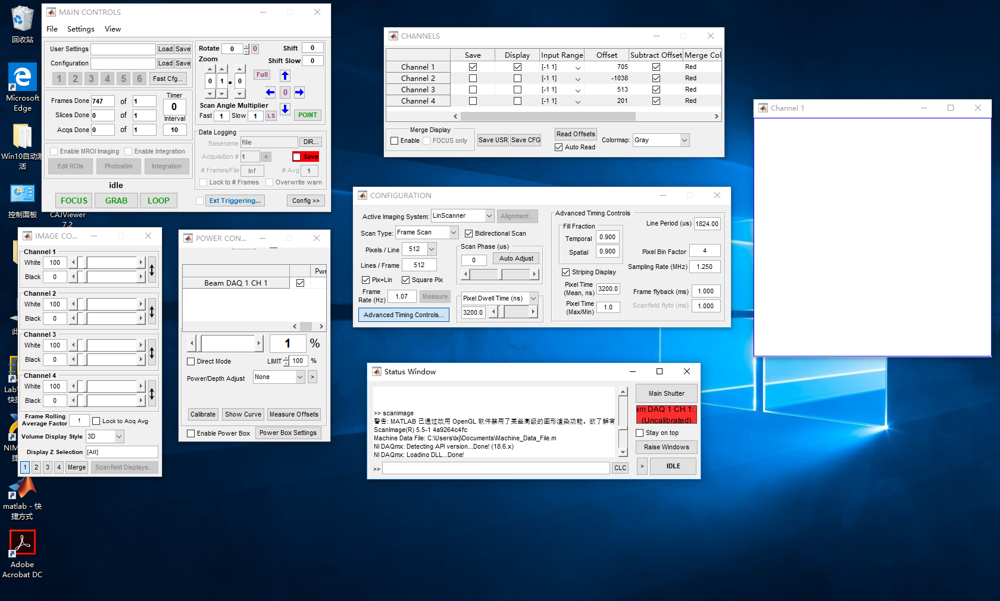 回收站
Microsoft
Edge
Win10自动激
活
控制面板
CAJViewer
7.2
此
LabV
快捷
NIM
捷
matlab - 快
捷方式
Adobe
Acrobat DC
MAIN CONTROLS
File Settings View
User Settings Load Save
Configuration Load Save
1 2 3 4 5 6 Fast Cfg...
Frames Done 747 of 1
Slices Done 0 of 1
Acqs Done 0 of 1
Timer
0
Interval
10
Enable MROI Imaging Enable Integration
Edit ROIs Photostim Integration
idle
FOCUS GRAB LOOP
Rotate 0 0 Shift 0
Zoom Shift Slow 0
0 1 . 0 Full
0
Scan Angle Multiplier
Fast 1 Slow 1 LS POINT
Data Logging
Basename file DIR...
Acquisition # 1 + Save
# Frames/File Inf # Avg 1
Lock to # Frames Overwrite warn
Ext Triggering... Config >>
IMAGE CO...
Channel 1
White 100
Black 0
Channel 2
White 100
Black 0
Channel 3
White 100
Black 0
Channel 4
White 100
Black 0
Frame Rolling
Average Factor 1 Lock to Acq Avg
Volume Display Style 3D
Display Z Selection [All]
1 2 3 4 Merge Scanfield Displays...
POWER CON...
Pwr
Beam DAQ 1 CH 1
1 %
Direct Mode LIMIT 100 %
Power/Depth Adjust None >
Calibrate Show Curve Measure Offsets
Enable Power Box Power Box Settings
CHANNELS
Save Display Input Range Offset Subtract Offset Merge Col
Channel 1 [-1 1] 705 Red
Channel 2 [-1 1] -1038 Red
Channel 3 [-1 1] 513 Red
Channel 4 [-1 1] 201 Red
Merge Display
Enable FOCUS only
Save USR Save CFG
Read Offsets
Auto Read
Colormap: Gray
CONFIGURATION
Active Imaging System: LinScanner Alignment...
Scan Type: Frame Scan Bidirectional Scan
Pixels / Line 512
Lines / Frame 512
Pix=Lin Square Pix
Frame
Rate (Hz) 1.07 Measure
Advanced Timing Controls...
Scan Phase (us)
0 Auto Adjust
Pixel Dwell Time (ns)
3200.0
Advanced Timing Controls
Fill Fraction
Temporal 0.900
Spatial 0.900
Striping Display
Pixel Time
(Mean, ns) 3200.0
Pixel Time
(Max/Min) 1.0
Line Period (us) 1824.00
Pixel Bin Factor 4
Sampling Rate (MHz) 1.250
Frame flyback (ms) 1.000
Scanfield flyto (ms) 1.000
Channel 1
Status Window
>> scanimage
警告: MATLAB 已通过改用 OpenGL 软件禁用了某些高级的图形渲染功能。欲了解有
ScanImage(R) 5.5-1 4a9264c4fc
Machine Data File: C:\Users\lxj\Documents\Machine_Data_File.m
NI DAQmx: Detecting API version...Done! (18.6.x)
NI DAQmx: Loading DLL...Done!
>> CLC
Main Shutter
am DAQ 1 CH 1:
(Uncalibrated)
Stay on top
Raise Windows
> IDLE